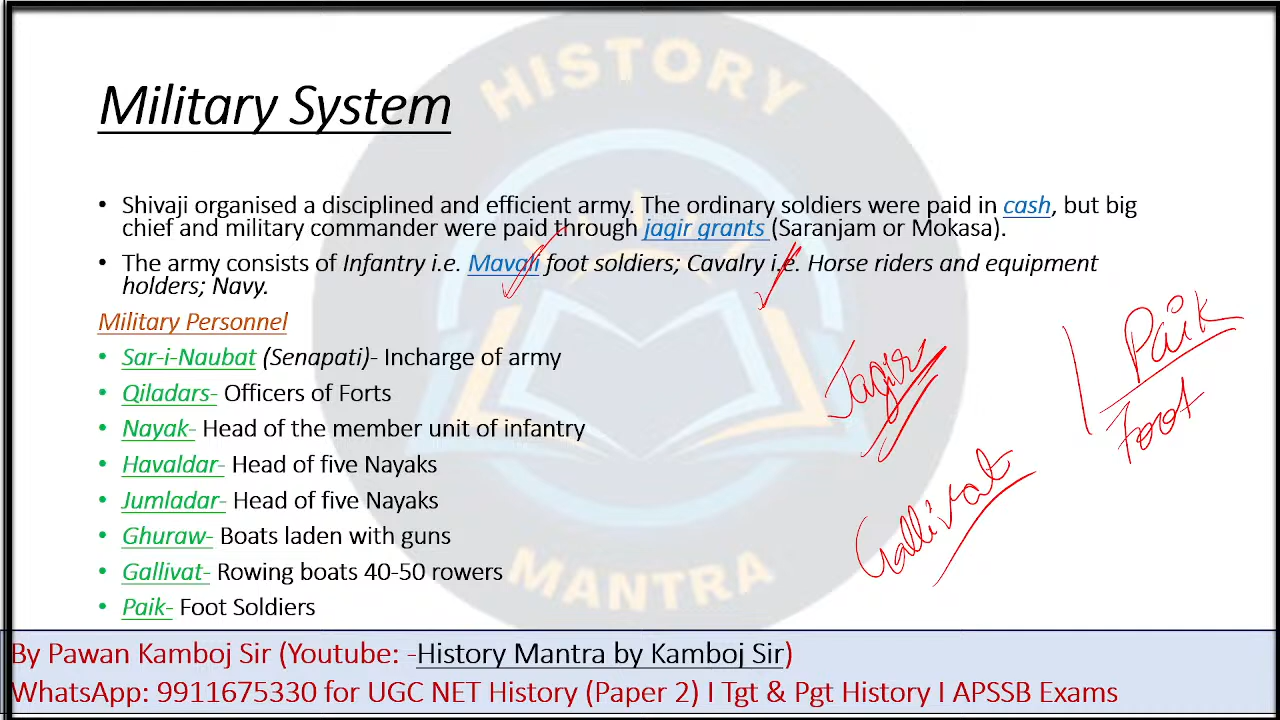 HISTORY
Military System
• Shivaji organised a disciplined and efficient army. The ordinary soldiers were paid in cash, but big
chief and military commander were paid through jagir grants (Saranjam or Mokasa).
• The army consists of Infantry i.e. Mavali foot soldiers; Cavalry i.e. Horse riders and equipment
holders; Navy.
Military Personnel
• Sar-i-Naubat (Senapati)- Incharge of army
• Qiladars- Officers of Forts
• Nayak- Head of the member unit of infantry
• Havaldar- Head of five Nayaks
• Jumladar- Head of five Nayaks
• Ghuraw- Boats laden with guns
• Gallivat- Rowing boats 40-50 rowers
• Paik- Foot Soldiers
Jagir
Paik
Foot
Gallivat
MANTRA
By Pawan Kamboj Sir (Youtube: -History Mantra by Kamboj Sir)
WhatsApp: 9911675330 for UGC NET History (Paper 2) I Tgt & Pgt History I APSSB Exams